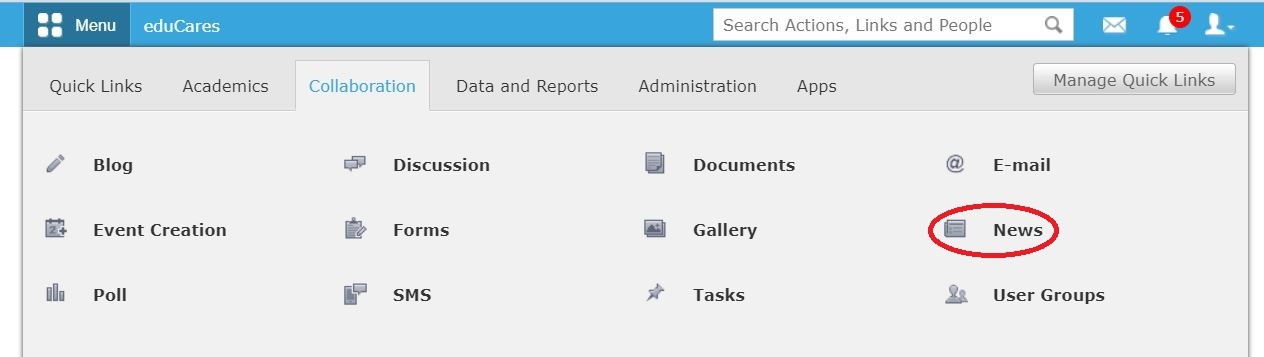 Menu eduCares Search Actions, Links and People 5
Quick Links Academics Collaboration Data and Reports Administration Apps Manage Quick Links
Blog Discussion Documents E-mail
Event Creation Forms Gallery News
Poll SMS Tasks User Groups